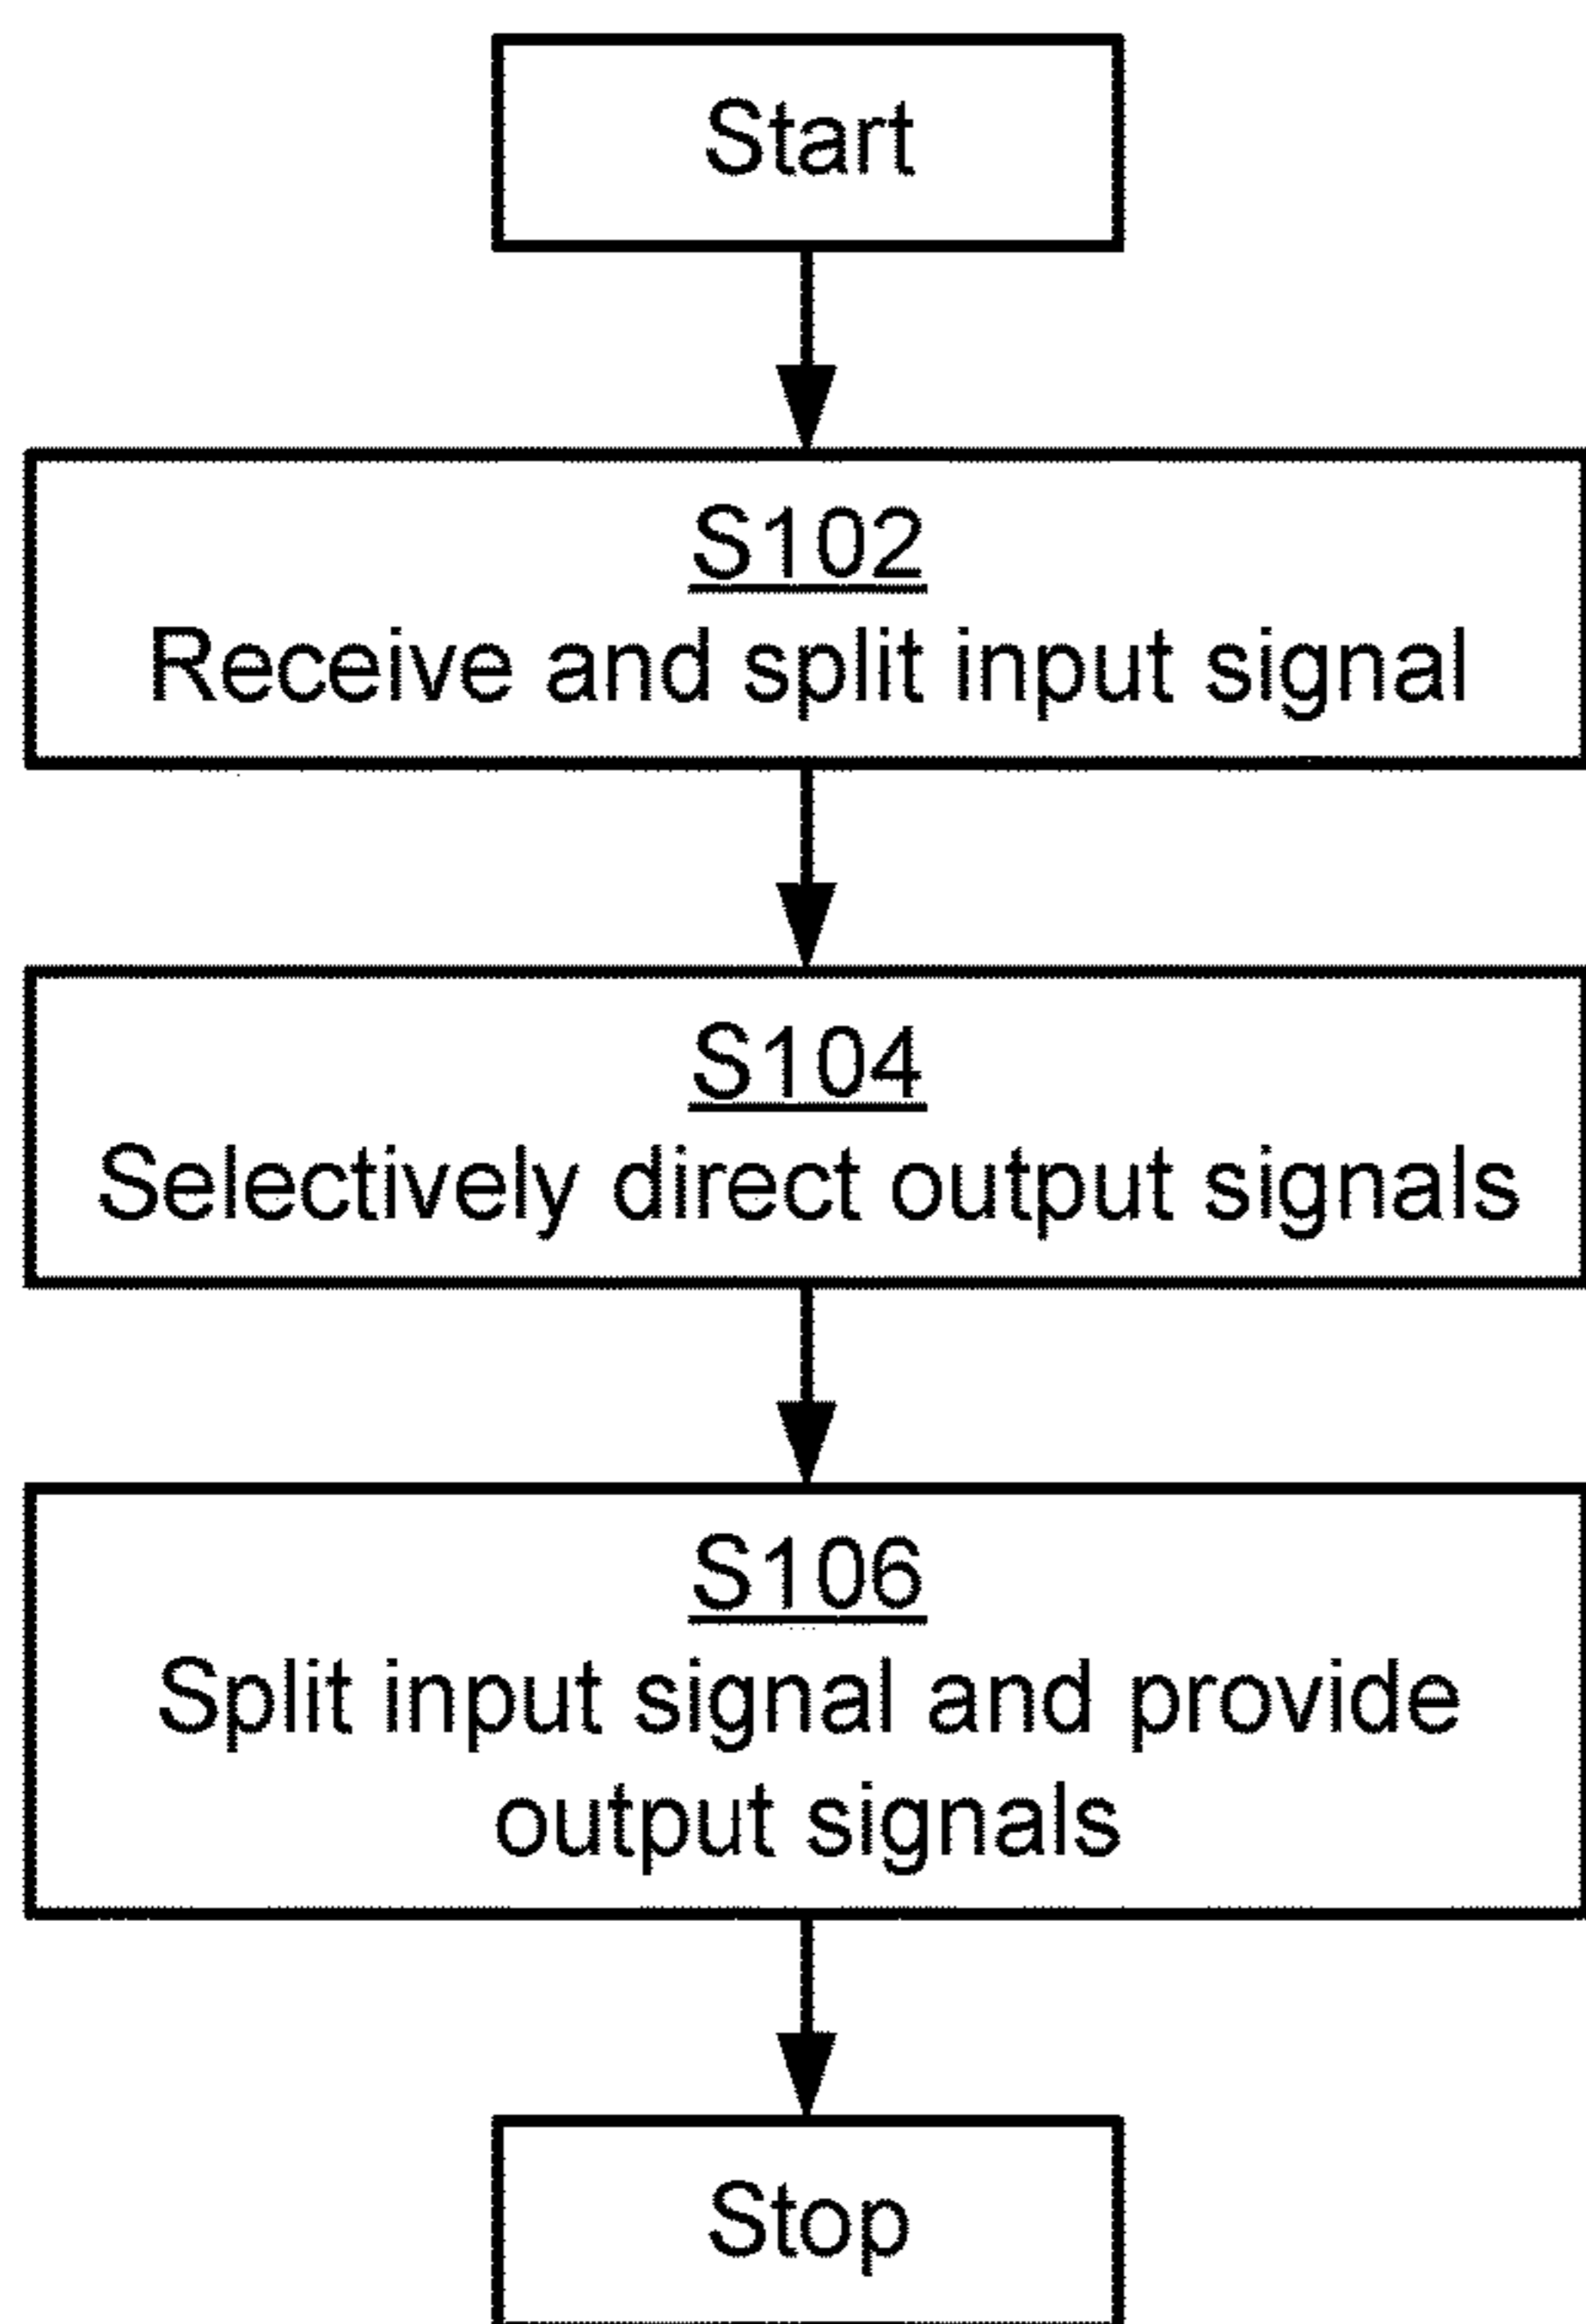 Start
S102
Receive and split input signal
S104
Selectively direct output signals
S106
Split input signal and provide
output signals
Stop